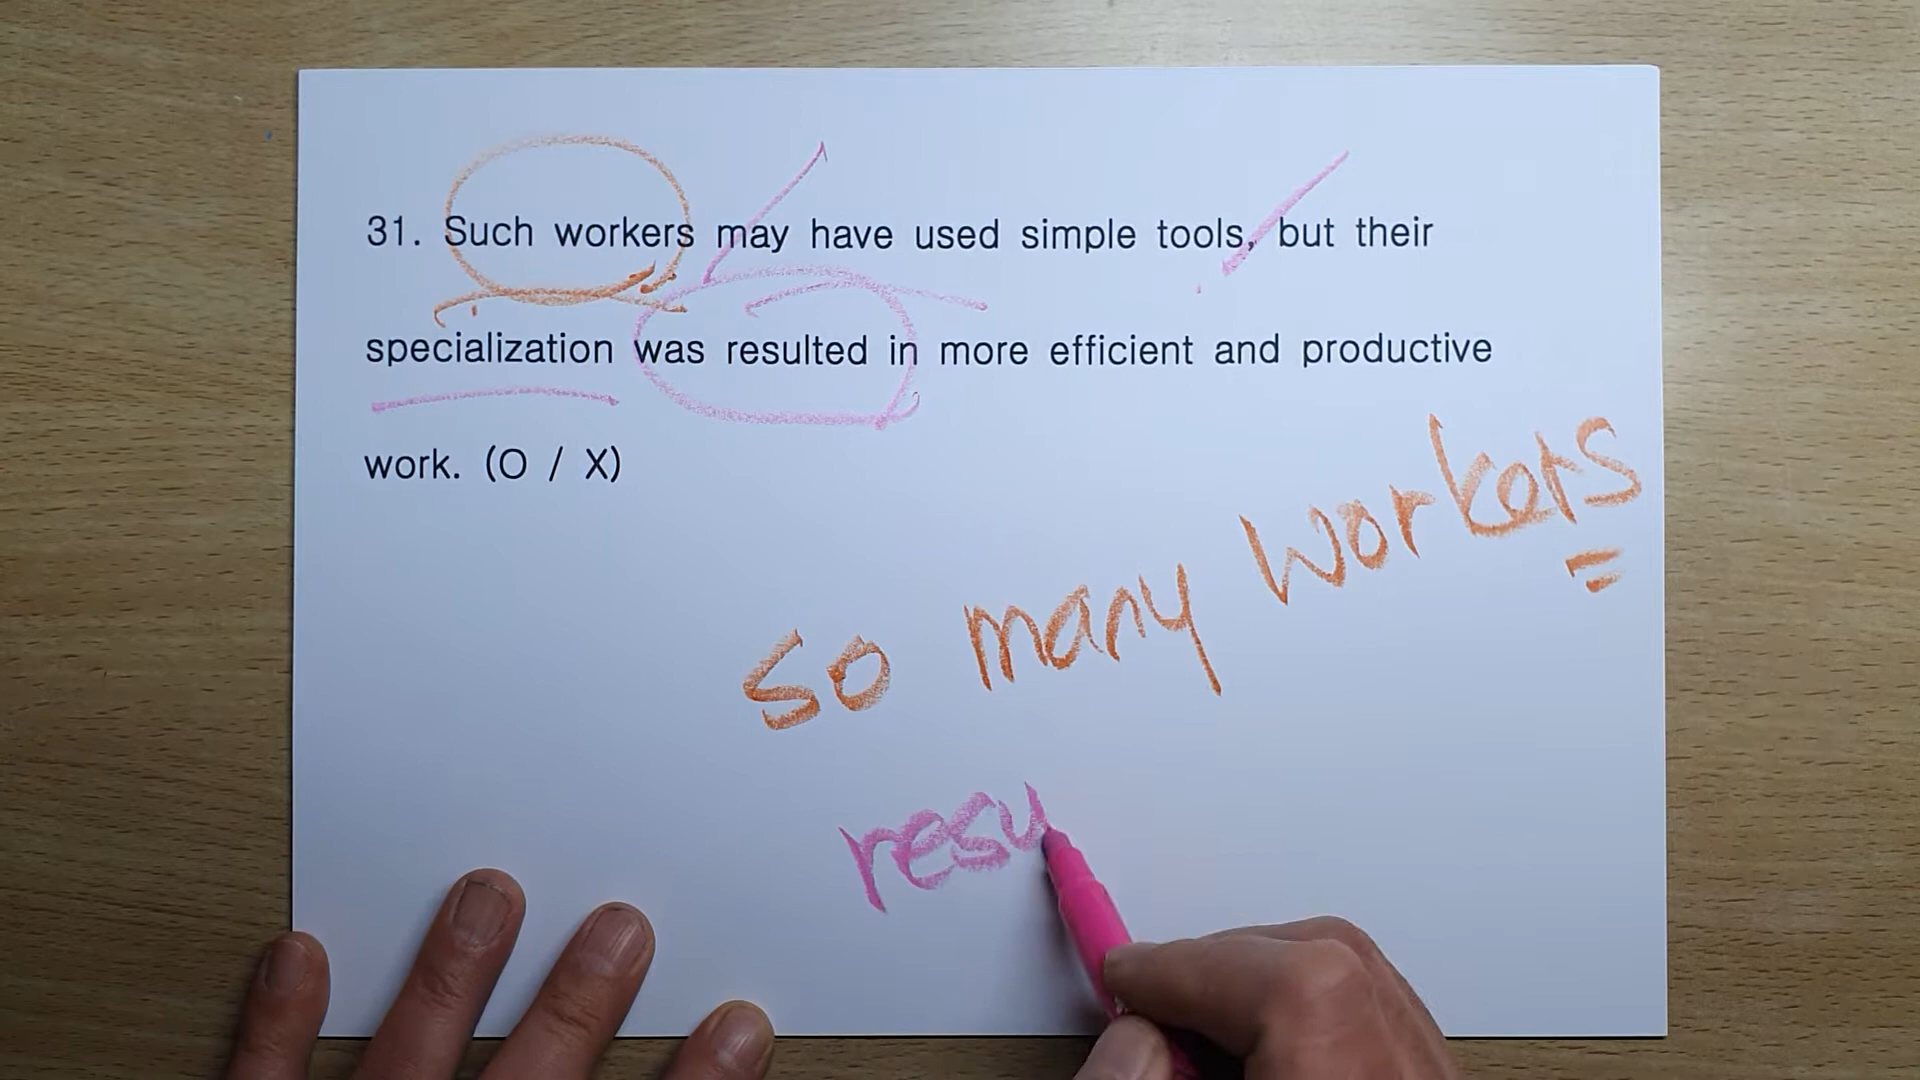 31. Such workers may have used simple tools, but their
specialization was resulted in more efficient and productive
work. (O / X)
so many workers
resu